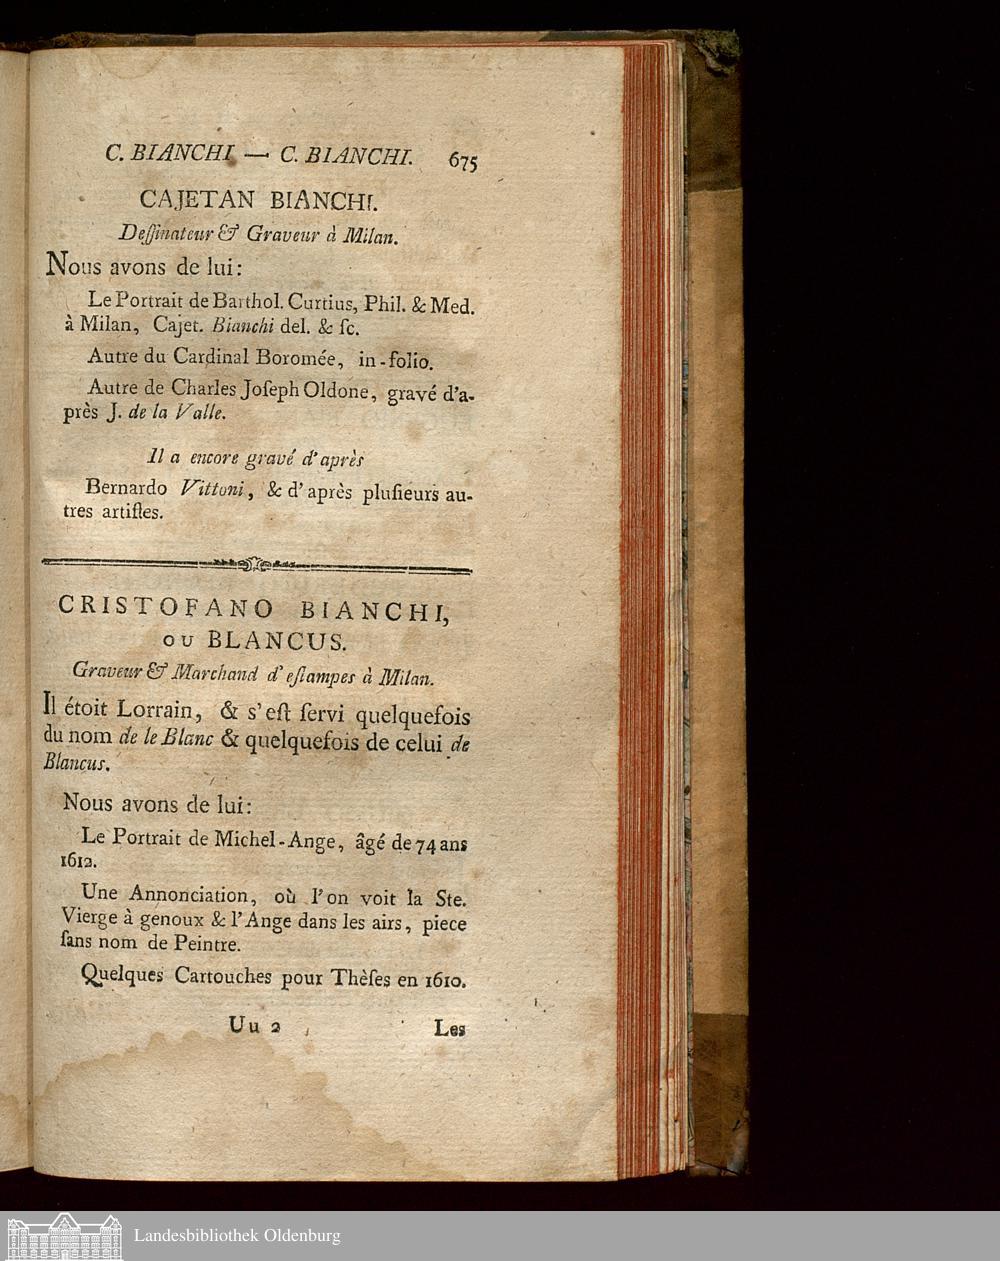 C. BIANCHI — C. BIANCHI. 675
CAJETAN BIANCHI.
Deſſinateur & Graveur à Milan.
Nous avons de lui:
Le Portrait de Barthol. Curtius, Phil. & Med.
à Milan, Cajet. Bianchi del. & ſc.
Autre du Cardinal Boromée, in-folio.
Autre de Charles Joſeph Oldone, gravé d'a-
près J. de la Valle.
Il a encore gravé d'après
Bernardo Vittoni, & d'après pluſieurs au-
tres artiſtes.
CRISTOFANO BIANCHI,
OU BLANCUS.
Graveur & Marchand d'eſtampes à Milan.
Il étoit Lorrain, & s'eſt ſervi quelquefois
du nom de le Blanc & quelquefois de celui de
Blancus.
Nous avons de lui:
Le Portrait de Michel-Ange, âgé de 74 ans
1612.
Une Annonciation, où l'on voit la Ste.
Vierge à genoux & l'Ange dans les airs, piece
ſans nom de Peintre.
Quelques Cartouches pour Thèſes en 1610.
Uu 2 Les
Landesbibliothek Oldenburg